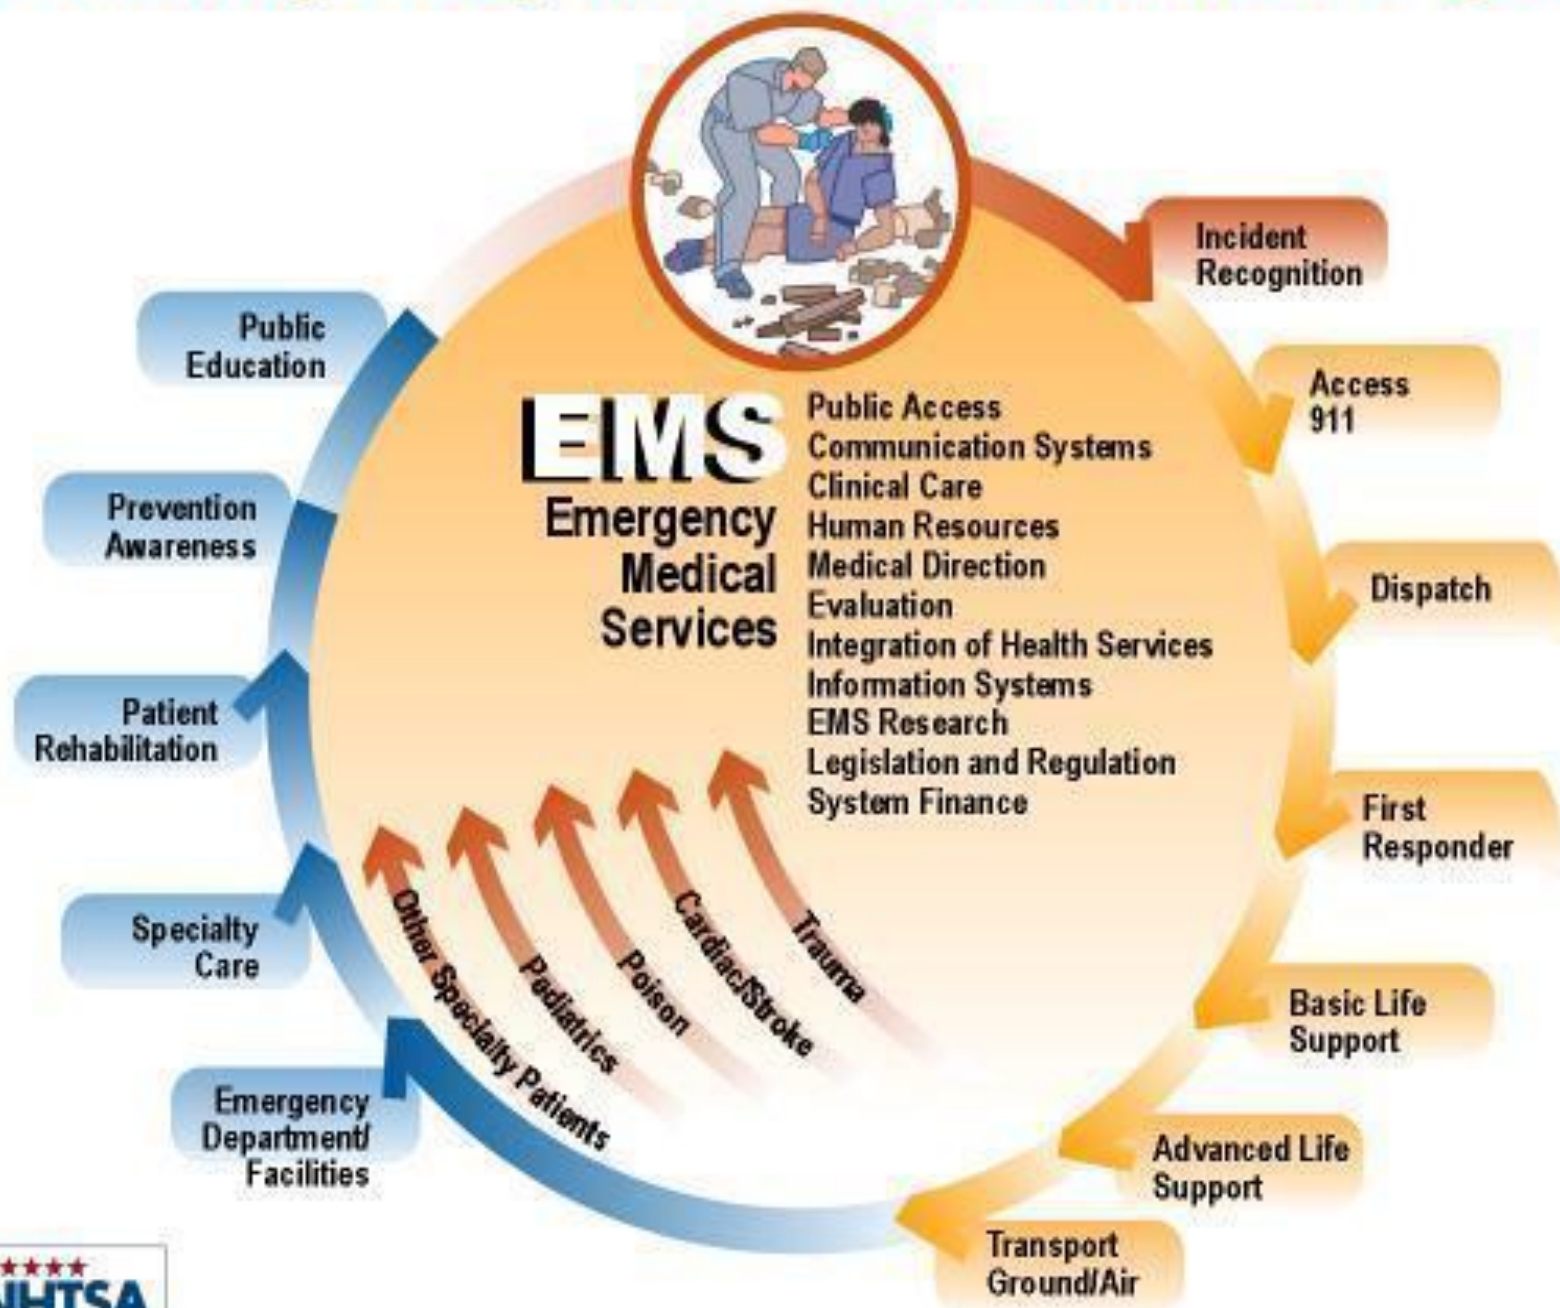 Incident
Recognition
Access
911
Dispatch
First
Responder
Basic Life
Support
Advanced Life
Support
Transport
Ground/Air
Emergency
Department/
Facilities
Specialty
Care
Patient
Rehabilitation
Prevention
Awareness
Public
Education
EMS
Emergency
Medical
Services
Public Access
Communication Systems
Clinical Care
Human Resources
Medical Direction
Evaluation
Integration of Health Services
Information Systems
EMS Research
Legislation and Regulation
System Finance
Other Specialty Patients
Pediatrics
Poison
Cardiac/Stroke
Trauma
NHTSA